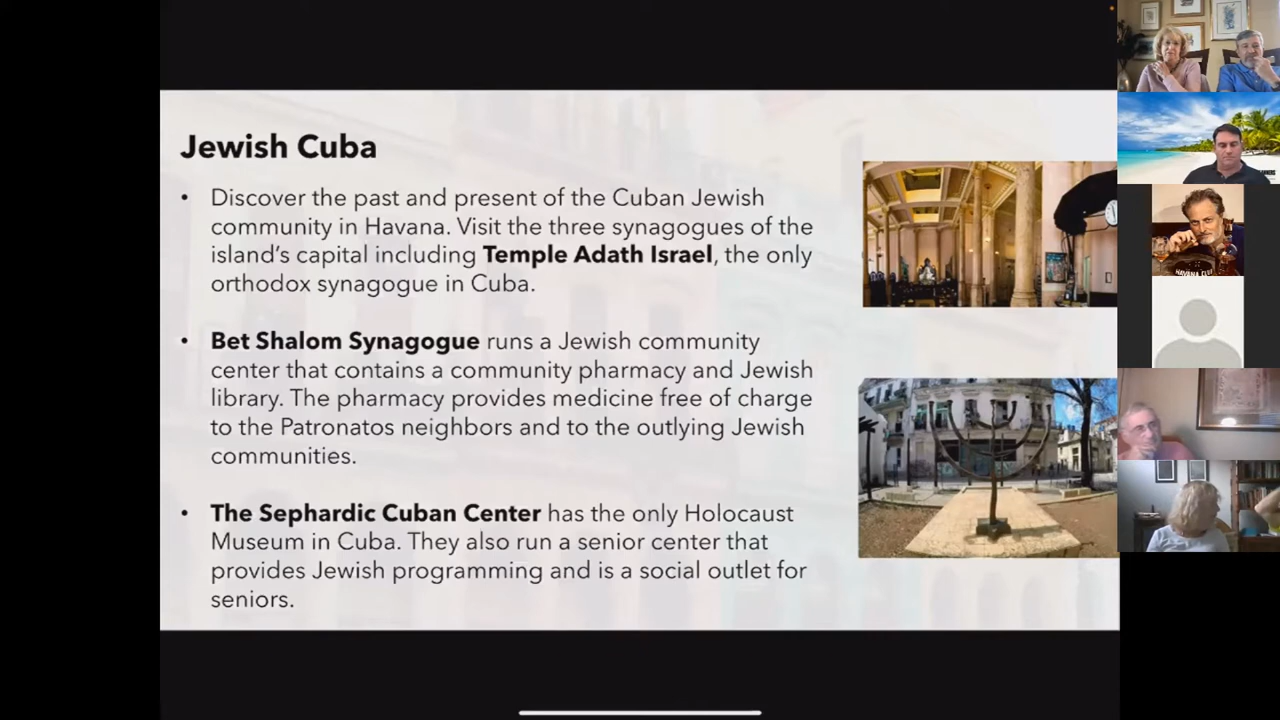 Jewish Cuba
• Discover the past and present of the Cuban Jewish
community in Havana. Visit the three synagogues of the
island's capital including Temple Adath Israel, the only
orthodox synagogue in Cuba.
• Bet Shalom Synagogue runs a Jewish community
center that contains a community pharmacy and Jewish
library. The pharmacy provides medicine free of charge
to the Patronatos neighbors and to the outlying Jewish
communities.
• The Sephardic Cuban Center has the only Holocaust
Museum in Cuba. They also run a senior center that
provides Jewish programming and is a social outlet for
seniors.
HAVANA CLUB